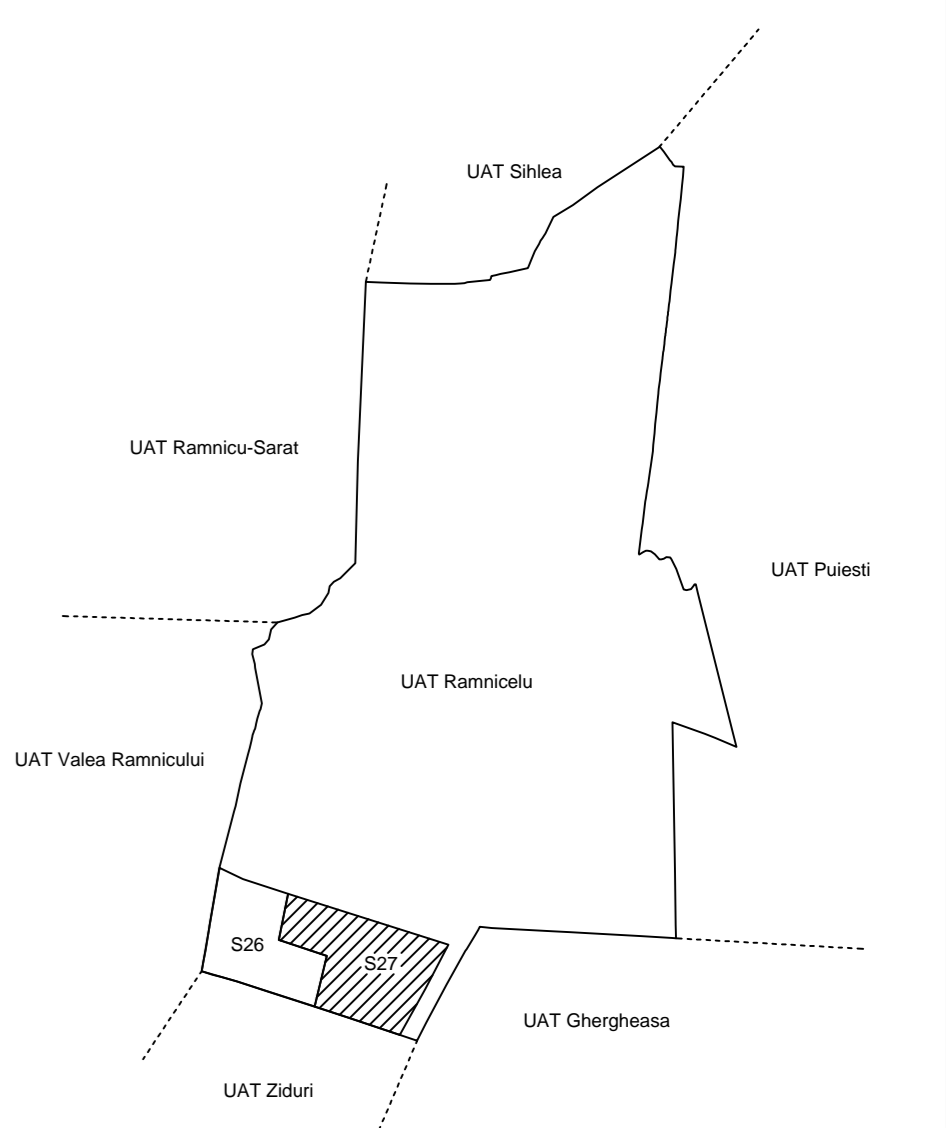 UAT Sihlea
UAT Ramnicu-Sarat
UAT Puiesti
UAT Ramnicelu
UAT Valea Ramnicului
S26
S27
UAT Ghergheasa
UAT Ziduri